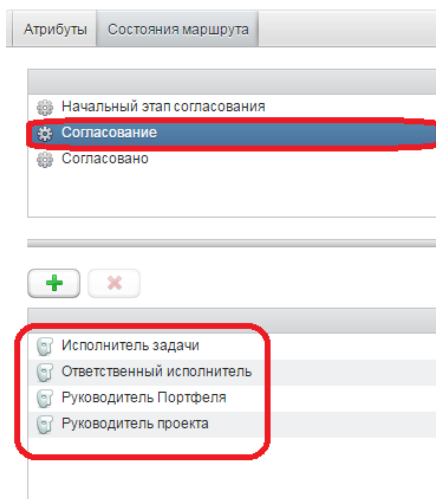 Атрибуты
Состояния маршрута
Начальный этап согласования
Согласование
Согласовано
Исполнитель задачи
Ответственный исполнитель
Руководитель Портфеля
Руководитель проекта